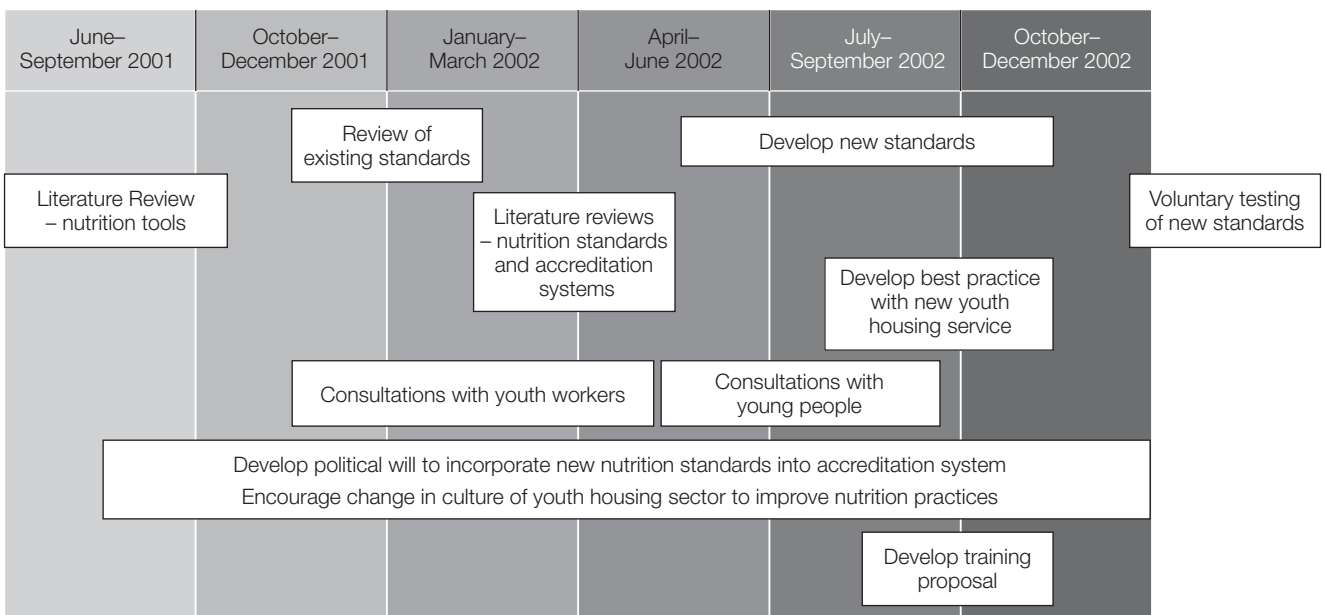 June–
September 2001
October–
December 2001
January–
March 2002
April–
June 2002
July–
September 2002
October–
December 2002
Review of
existing standards
Develop new standards
Literature Review
– nutrition tools
Literature reviews
– nutrition standards
and accreditation
systems
Voluntary testing
of new standards
Develop best practice
with new youth
housing service
Consultations with youth workers
Consultations with
young people
Develop political will to incorporate new nutrition standards into accreditation system
Encourage change in culture of youth housing sector to improve nutrition practices
Develop training
proposal